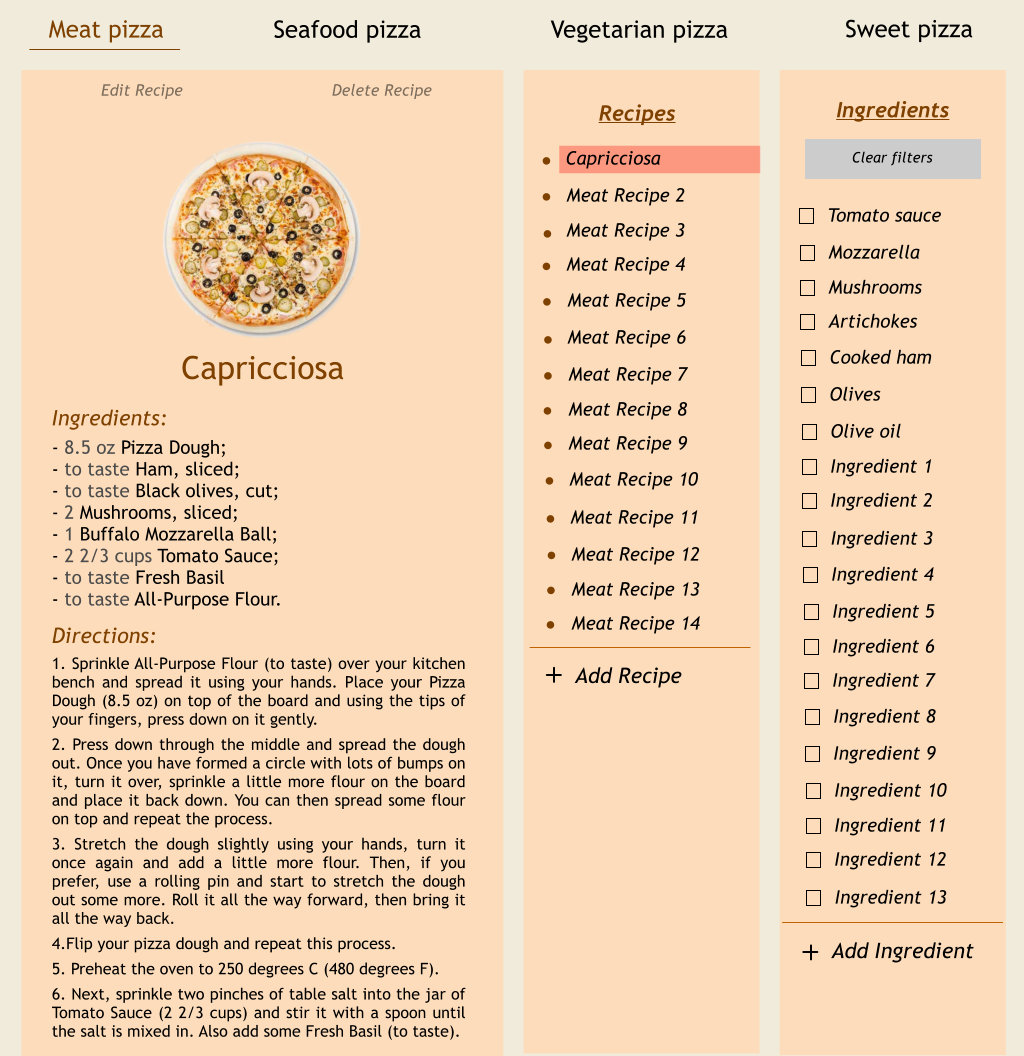 Meat pizza
Seafood pizza
Vegetarian pizza
Sweet pizza
Edit Recipe
Delete Recipe
Capricciosa
Ingredients:
- 8.5 oz Pizza Dough;
- to taste Ham, sliced;
- to taste Black olives, cut;
- 2 Mushrooms, sliced;
- 1 Buffalo Mozzarella Ball;
- 2 2/3 cups Tomato Sauce;
- to taste Fresh Basil
- to taste All-Purpose Flour.
Directions:
1. Sprinkle All-Purpose Flour (to taste) over your kitchen
bench and spread it using your hands. Place your Pizza
Dough (8.5 oz) on top of the board and using the tips of
your fingers, press down on it gently.
2. Press down through the middle and spread the dough
out. Once you have formed a circle with lots of bumps on
it, turn it over, sprinkle a little more flour on the board
and place it back down. You can then spread some flour
on top and repeat the process.
3. Stretch the dough slightly using your hands, turn it
once again and add a little more flour. Then, if you
prefer, use a rolling pin and start to stretch the dough
out some more. Roll it all the way forward, then bring it
all the way back.
4.Flip your pizza dough and repeat this process.
5. Preheat the oven to 250 degrees C (480 degrees F).
6. Next, sprinkle two pinches of table salt into the jar of
Tomato Sauce (2 2/3 cups) and stir it with a spoon until
the salt is mixed in. Also add some Fresh Basil (to taste).
Recipes
Capricciosa
Meat Recipe 2
Meat Recipe 3
Meat Recipe 4
Meat Recipe 5
Meat Recipe 6
Meat Recipe 7
Meat Recipe 8
Meat Recipe 9
Meat Recipe 10
Meat Recipe 11
Meat Recipe 12
Meat Recipe 13
Meat Recipe 14
+ Add Recipe
Ingredients
Clear filters
Tomato sauce
Mozzarella
Mushrooms
Artichokes
Cooked ham
Olives
Olive oil
Ingredient 1
Ingredient 2
Ingredient 3
Ingredient 4
Ingredient 5
Ingredient 6
Ingredient 7
Ingredient 8
Ingredient 9
Ingredient 10
Ingredient 11
Ingredient 12
Ingredient 13
+ Add Ingredient